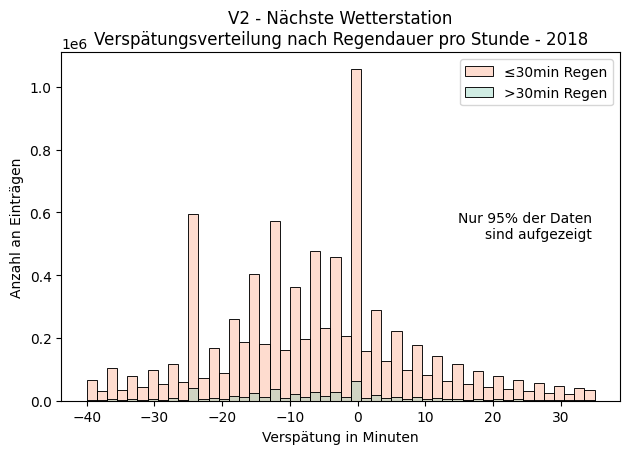 V2 - Nächste Wetterstation
Verspätungsverteilung nach Regendauer pro Stunde - 2018
1e6
≤30min Regen
>30min Regen
1.0
0.8
0.6
0.4
0.2
0.0
Anzahl an Einträgen
Nur 95% der Daten
sind aufgezeigt
−40 −30 −20 −10 0 10 20 30
Verspätung in Minuten